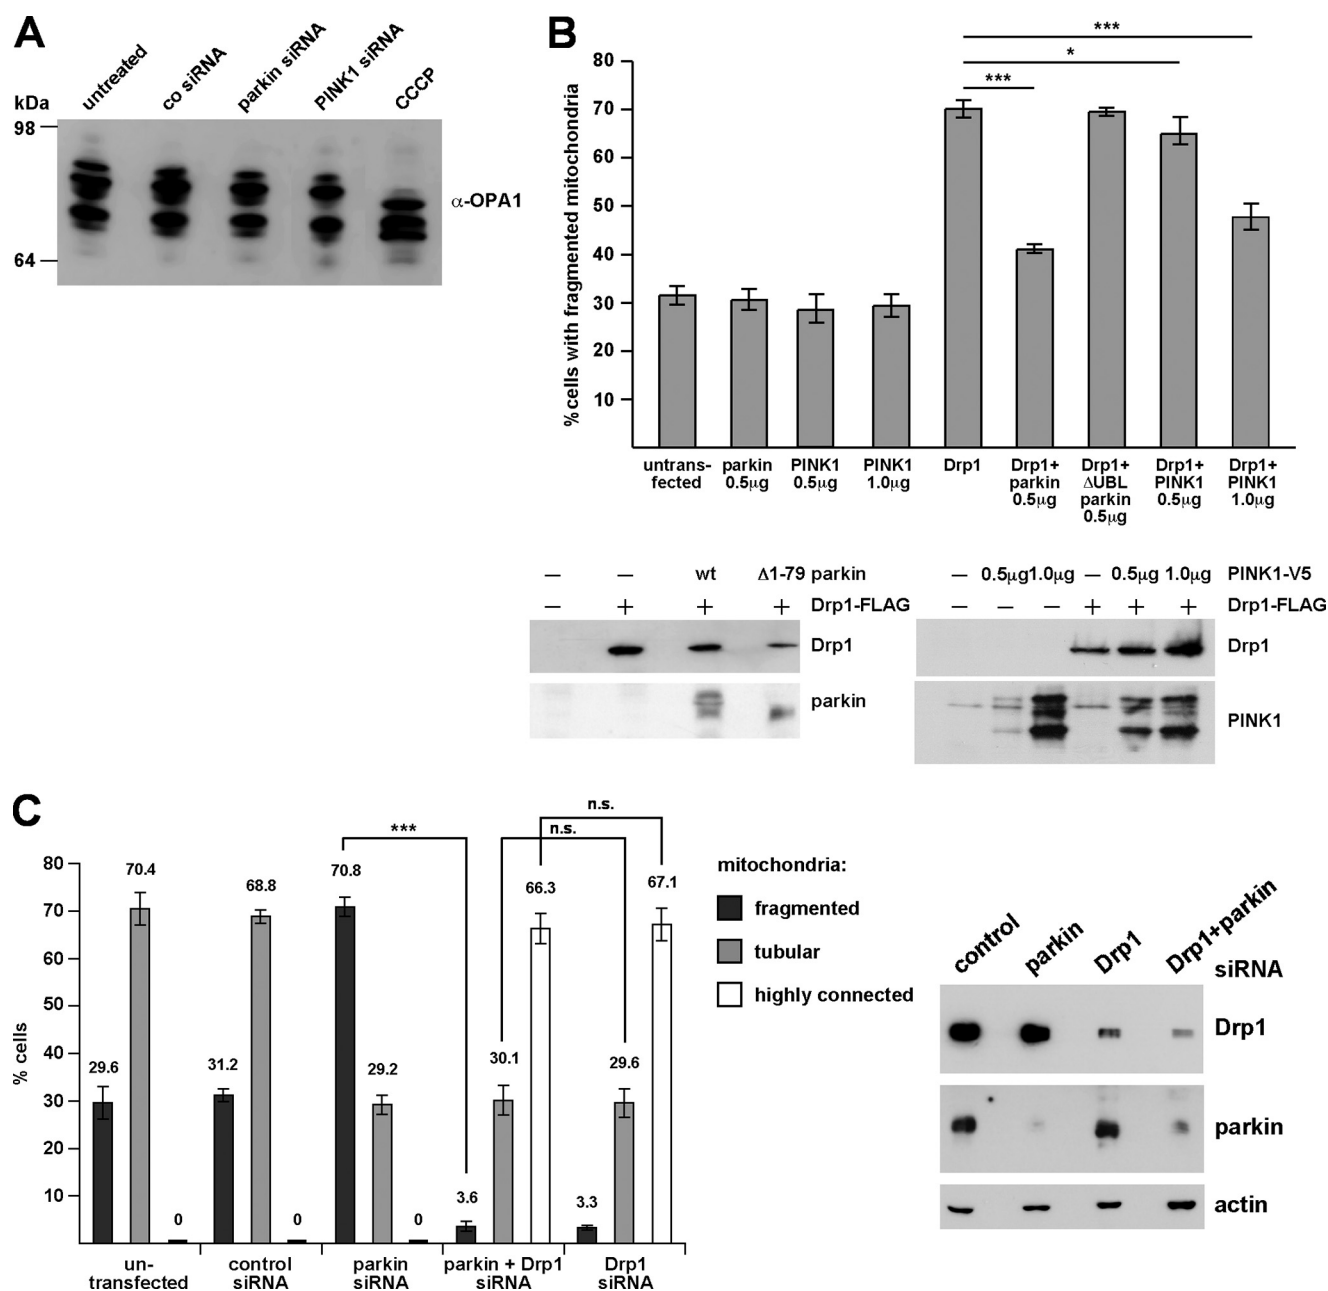 A
untreated
co siRNA
parkin siRNA
PINK1 siRNA
CCCP
kDa
98
64
α-OPA1
B
% cells with fragmented mitochondria
80
70
60
50
40
30
20
10
***
*
***
untrans-
fected
parkin
0.5μg
PINK1
0.5μg
PINK1
1.0μg
Drp1
Drp1+
parkin
0.5μg
Drp1+
ΔUBL
parkin
0.5μg
Drp1+
PINK1
0.5μg
Drp1+
PINK1
1.0μg
– – wt Δ1-79 parkin
– + + + Drp1-FLAG
Drp1
parkin
– 0.5μg 1.0μg – 0.5μg 1.0μg PINK1-V5
– – – + + + Drp1-FLAG
Drp1
PINK1
C
% cells
80
70
60
50
40
30
20
10
***
n.s.
n.s.
29.6
70.4
0
31.2
68.8
0
70.8
29.2
0
3.6
30.1
66.3
3.3
29.6
67.1
un-
transfected
control
siRNA
parkin
siRNA
parkin + Drp1
siRNA
Drp1
siRNA
mitochondria:
fragmented
tubular
highly connected
control
parkin
Drp1
Drp1+parkin
siRNA
Drp1
parkin
actin